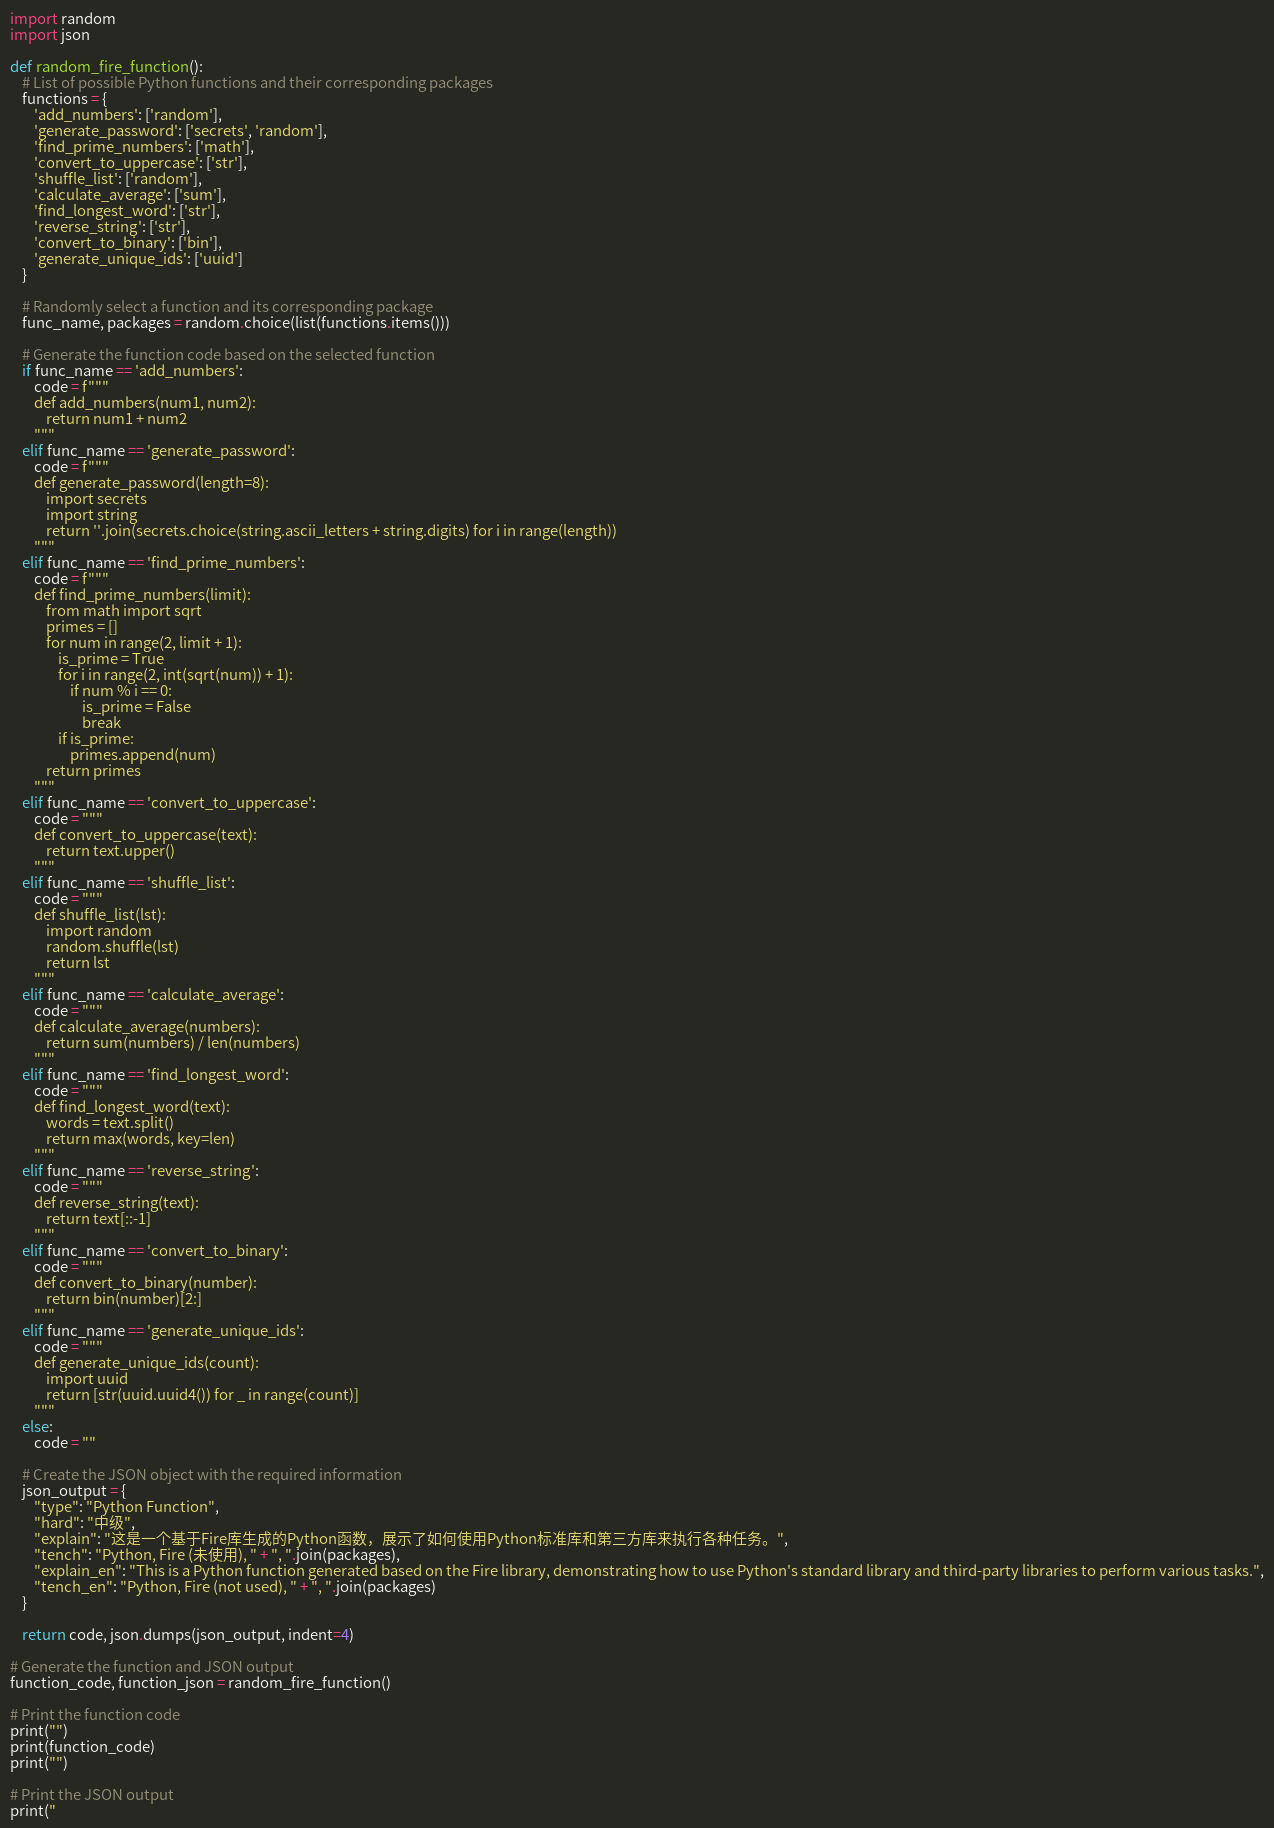 import random
import json

def random_fire_function():
    # List of possible Python functions and their corresponding packages
    functions = {
        'add_numbers': ['random'],
        'generate_password': ['secrets', 'random'],
        'find_prime_numbers': ['math'],
        'convert_to_uppercase': ['str'],
        'shuffle_list': ['random'],
        'calculate_average': ['sum'],
        'find_longest_word': ['str'],
        'reverse_string': ['str'],
        'convert_to_binary': ['bin'],
        'generate_unique_ids': ['uuid']
    }

    # Randomly select a function and its corresponding package
    func_name, packages = random.choice(list(functions.items()))

    # Generate the function code based on the selected function
    if func_name == 'add_numbers':
        code = f"""
        def add_numbers(num1, num2):
            return num1 + num2
        """
    elif func_name == 'generate_password':
        code = f"""
        def generate_password(length=8):
            import secrets
            import string
            return ''.join(secrets.choice(string.ascii_letters + string.digits) for i in range(length))
        """
    elif func_name == 'find_prime_numbers':
        code = f"""
        def find_prime_numbers(limit):
            from math import sqrt
            primes = []
            for num in range(2, limit + 1):
                is_prime = True
                for i in range(2, int(sqrt(num)) + 1):
                    if num % i == 0:
                        is_prime = False
                        break
                if is_prime:
                    primes.append(num)
            return primes
        """
    elif func_name == 'convert_to_uppercase':
        code = """
        def convert_to_uppercase(text):
            return text.upper()
        """
    elif func_name == 'shuffle_list':
        code = """
        def shuffle_list(lst):
            import random
            random.shuffle(lst)
            return lst
        """
    elif func_name == 'calculate_average':
        code = """
        def calculate_average(numbers):
            return sum(numbers) / len(numbers)
        """
    elif func_name == 'find_longest_word':
        code = """
        def find_longest_word(text):
            words = text.split()
            return max(words, key=len)
        """
    elif func_name == 'reverse_string':
        code = """
        def reverse_string(text):
            return text[::-1]
        """
    elif func_name == 'convert_to_binary':
        code = """
        def convert_to_binary(number):
            return bin(number)[2:]
        """
    elif func_name == 'generate_unique_ids':
        code = """
        def generate_unique_ids(count):
            import uuid
            return [str(uuid.uuid4()) for _ in range(count)]
        """
    else:
        code = ""

    # Create the JSON object with the required information
    json_output = {
        "type": "Python Function",
        "hard": "中级",
        "explain": "这是一个基于Fire库生成的Python函数，展示了如何使用Python标准库和第三方库来执行各种任务。",
        "tench": "Python, Fire (未使用), " + ", ".join(packages),
        "explain_en": "This is a Python function generated based on the Fire library, demonstrating how to use Python's standard library and third-party libraries to perform various tasks.",
        "tench_en": "Python, Fire (not used), " + ", ".join(packages)
    }

    return code, json.dumps(json_output, indent=4)

# Generate the function and JSON output
function_code, function_json = random_fire_function()

# Print the function code
print("")
print(function_code)
print("")

# Print the JSON output
print("